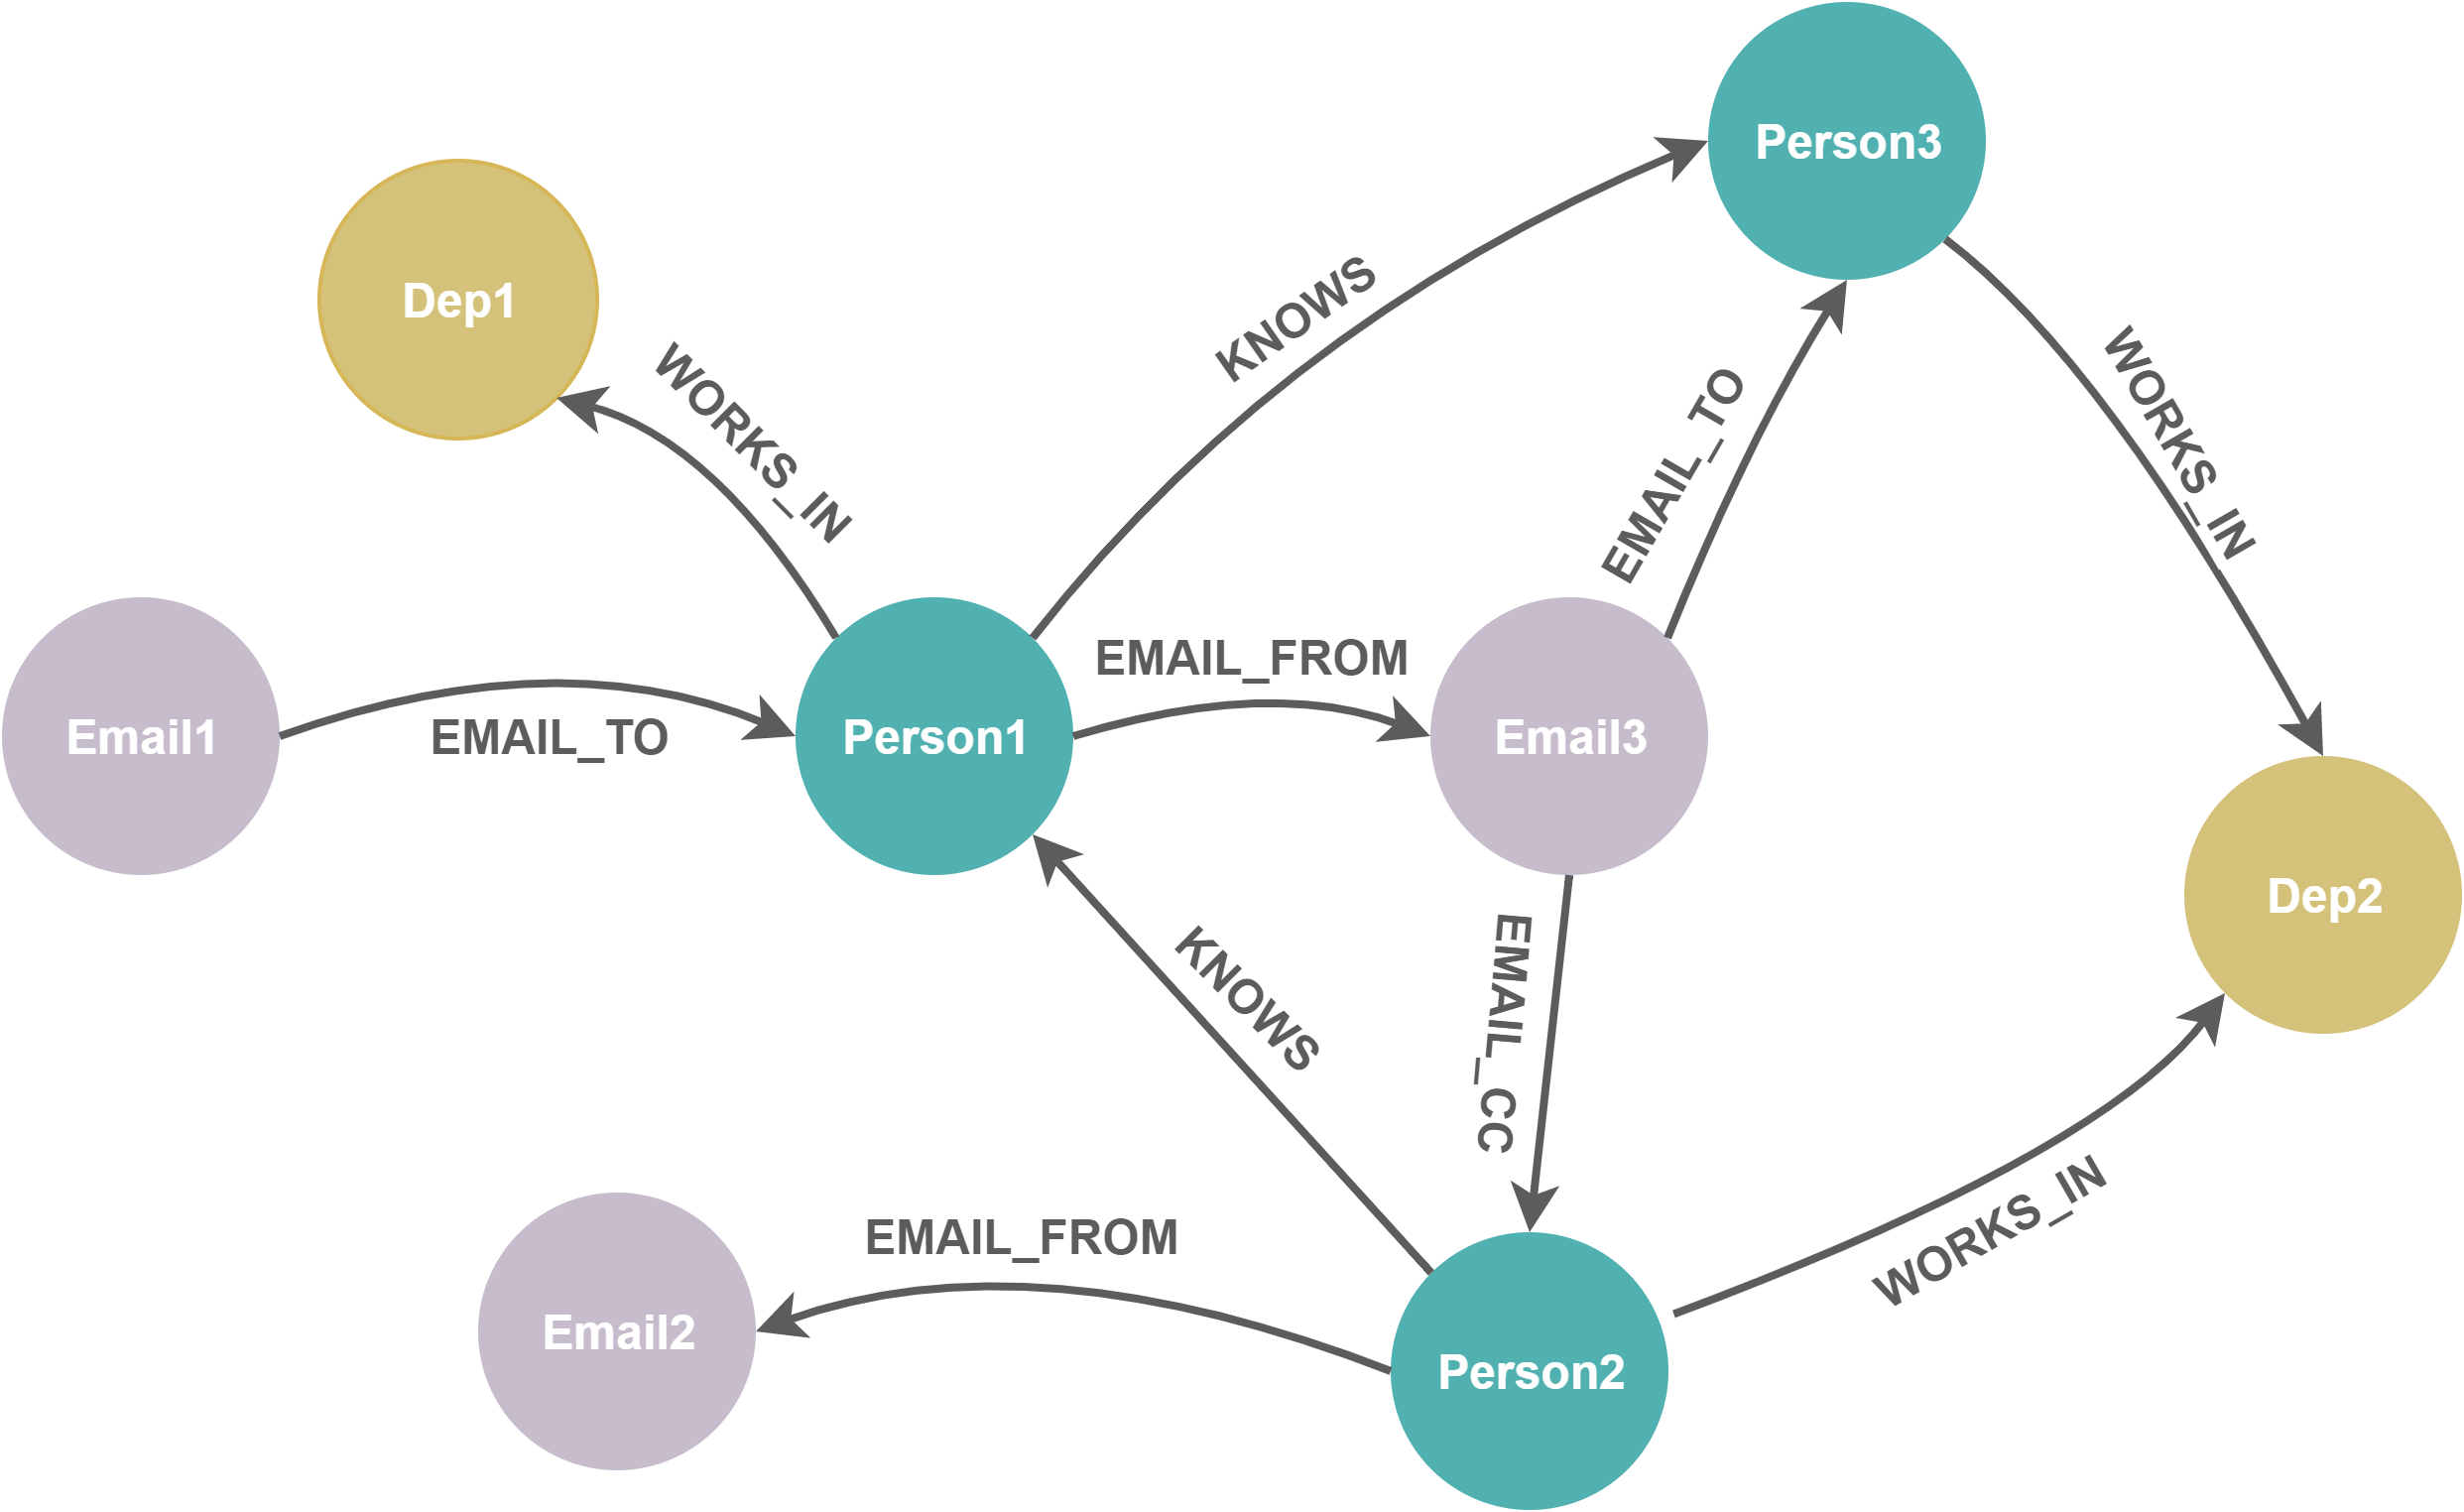 Person3
Dep1
KNOWS
WORKS_IN
EMAIL_TO
WORKS_IN
EMAIL_FROM
Email1
EMAIL_TO
Person1
Email3
Dep2
KNOWS
EMAIL_CC
EMAIL_FROM
WORKS_IN
Email2
Person2